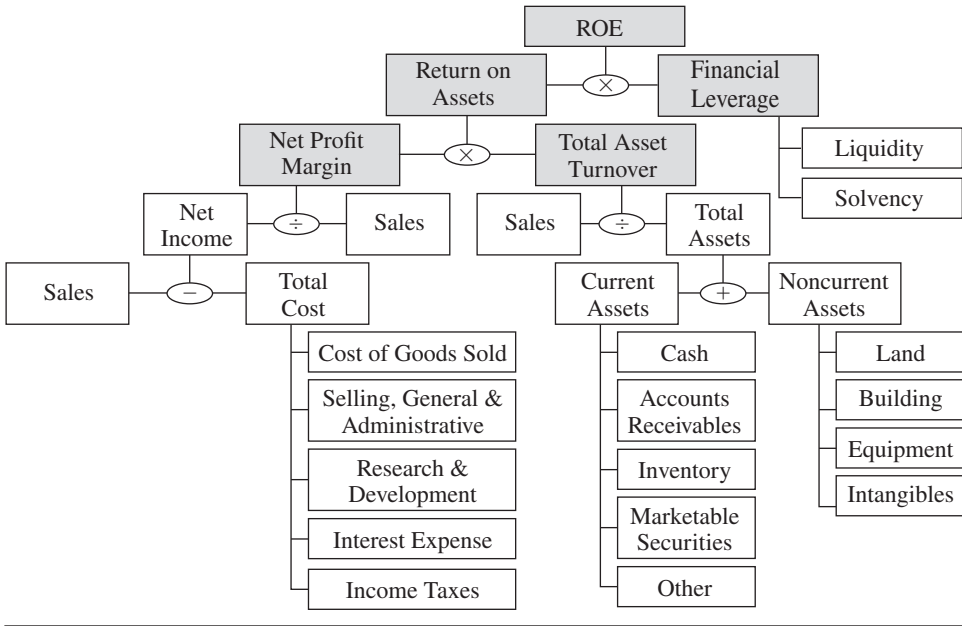 ROE
Return on
Assets
×
Financial
Leverage
Net Profit
Margin
×
Total Asset
Turnover
Liquidity
Solvency
Net
Income
÷
Sales
Sales
÷
Total
Assets
Sales
−
Total
Cost
Current
Assets
+
Noncurrent
Assets
Cost of Goods Sold
Selling, General &
Administrative
Research &
Development
Interest Expense
Income Taxes
Cash
Accounts
Receivables
Inventory
Marketable
Securities
Other
Land
Building
Equipment
Intangibles